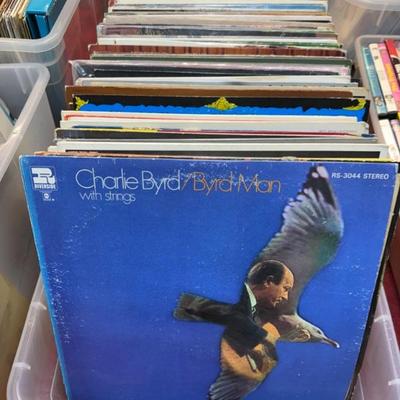 RIVERSIDE
Charlie Byrd/Byrd Man
with strings
RS-3044 STEREO